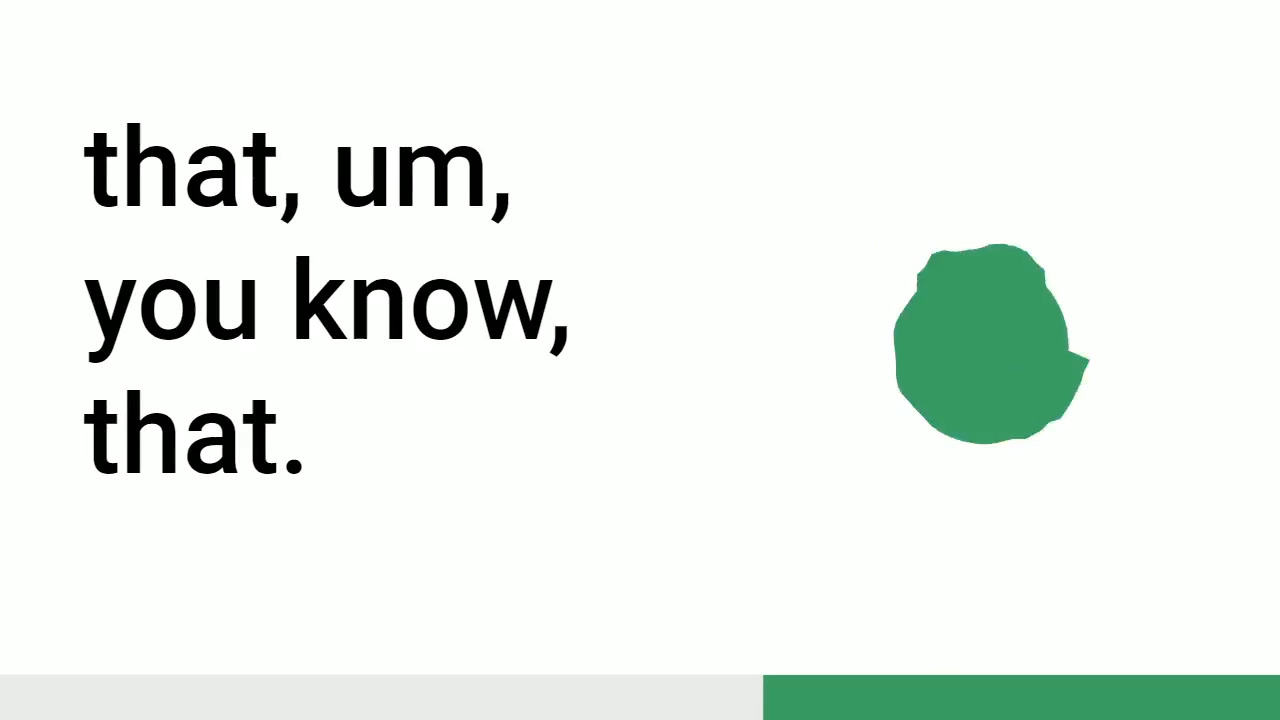 that, um,
you know,
that.